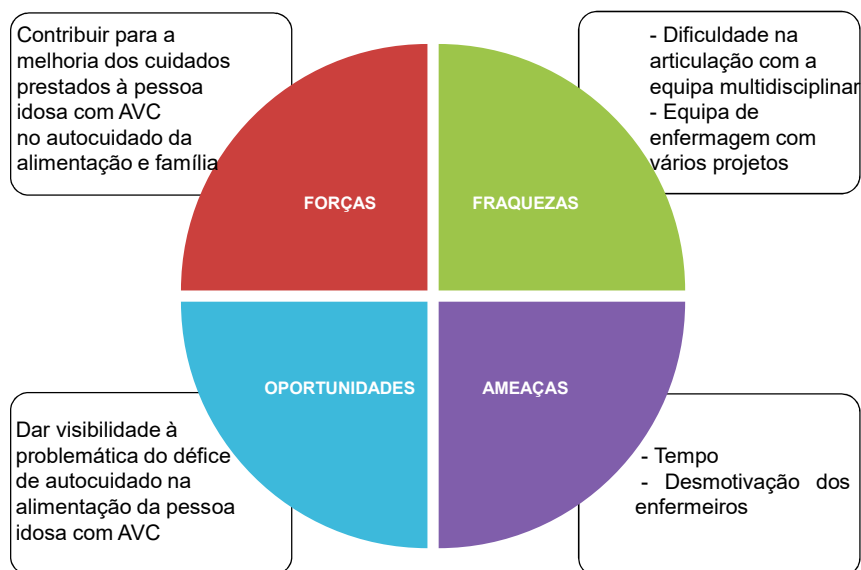 Contribuir para a
melhoria dos cuidados
prestados à pessoa
idosa com AVC
no autocuidado da
alimentação e família
- Dificuldade na
articulação com a
equipa multidisciplinar
- Equipa de
enfermagem com
vários projetos
FORÇAS
FRAQUEZAS
OPORTUNIDADES
AMEAÇAS
Dar visibilidade à
problemática do défice
de autocuidado na
alimentação da pessoa
idosa com AVC
- Tempo
- Desmotivação dos
enfermeiros